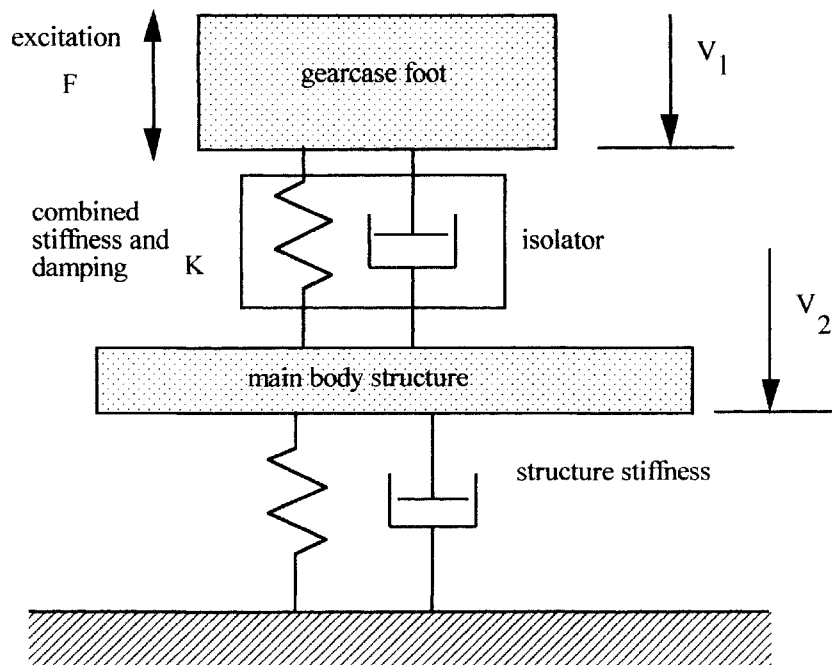 excitation
F
gearcase foot
V1
combined
stiffness and
damping K
isolator
V2
main body structure
structure stiffness